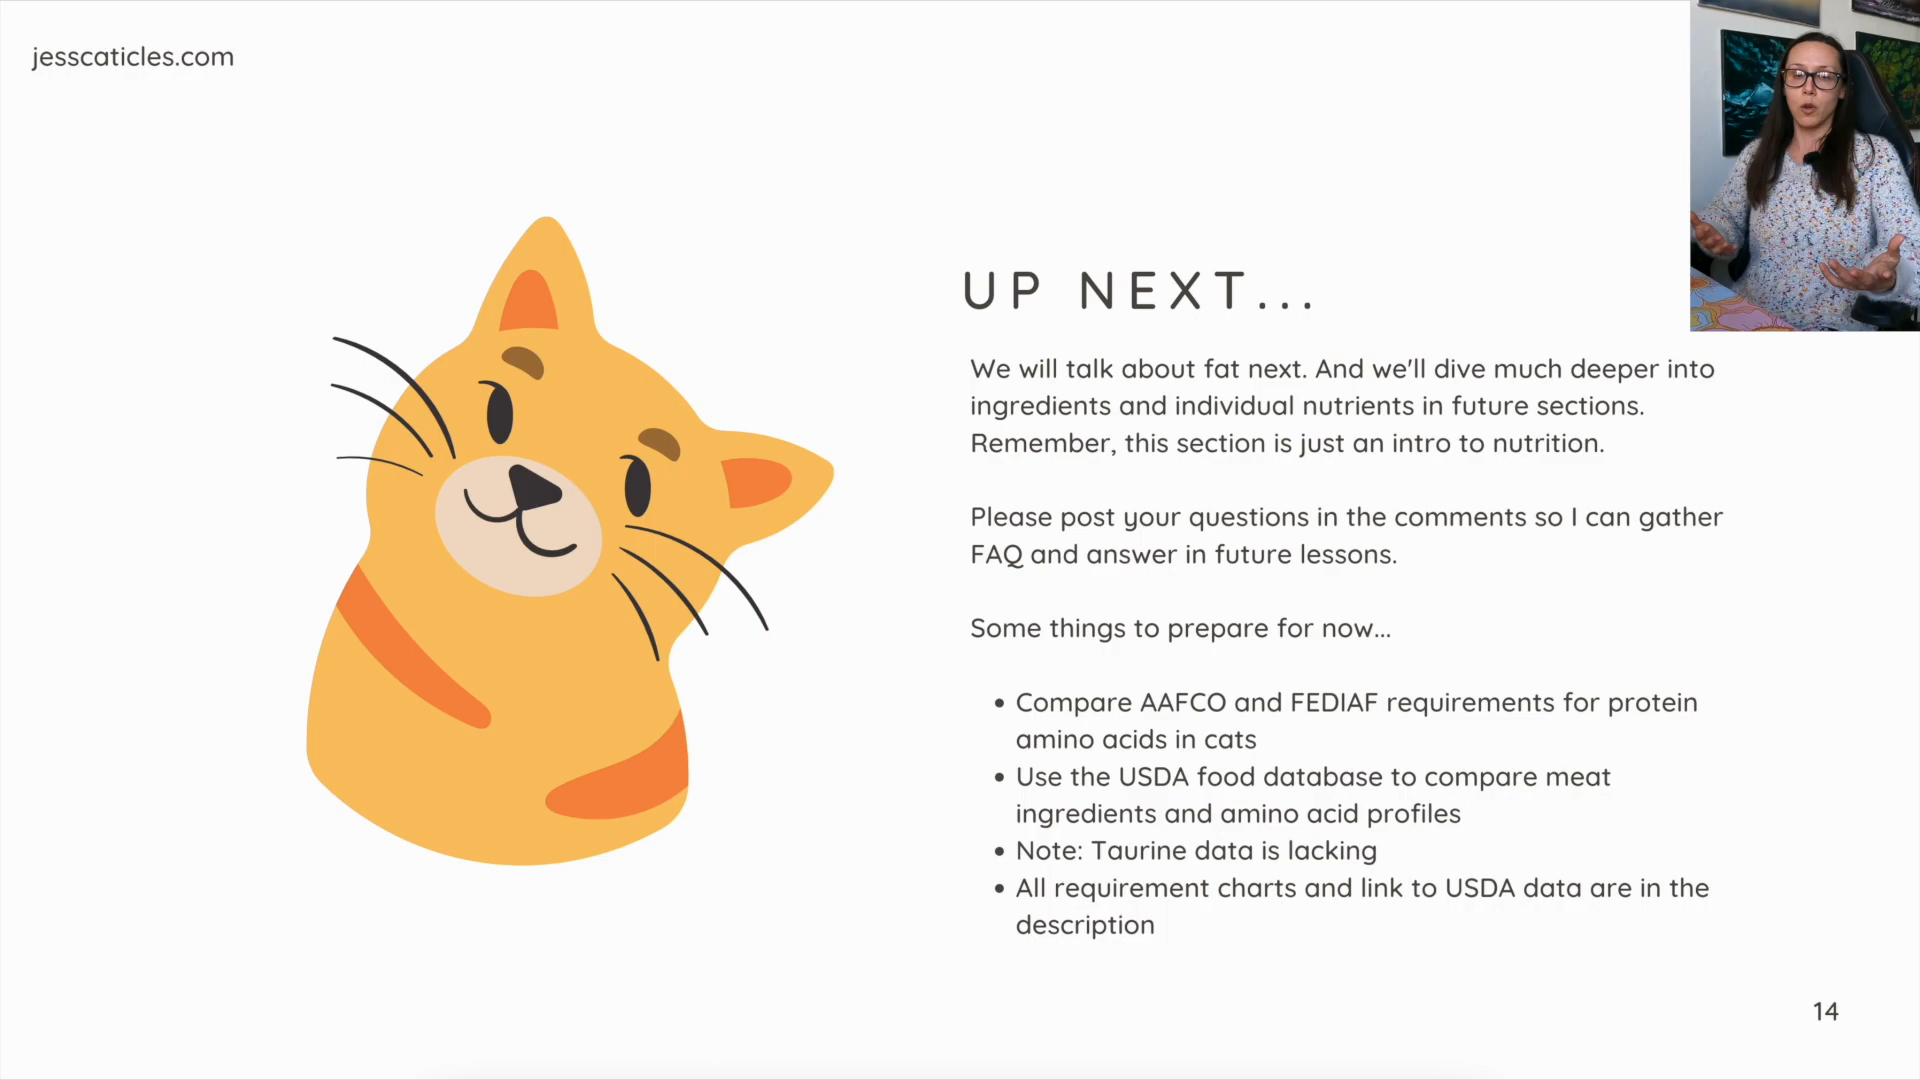 jesscaticles.com
UP NEXT...
We will talk about fat next. And we'll dive much deeper into
ingredients and individual nutrients in future sections.
Remember, this section is just an intro to nutrition.
Please post your questions in the comments so I can gather
FAQ and answer in future lessons.
Some things to prepare for now...
• Compare AAFCO and FEDIAF requirements for protein
amino acids in cats
• Use the USDA food database to compare meat
ingredients and amino acid profiles
• Note: Taurine data is lacking
• All requirement charts and link to USDA data are in the
description
14